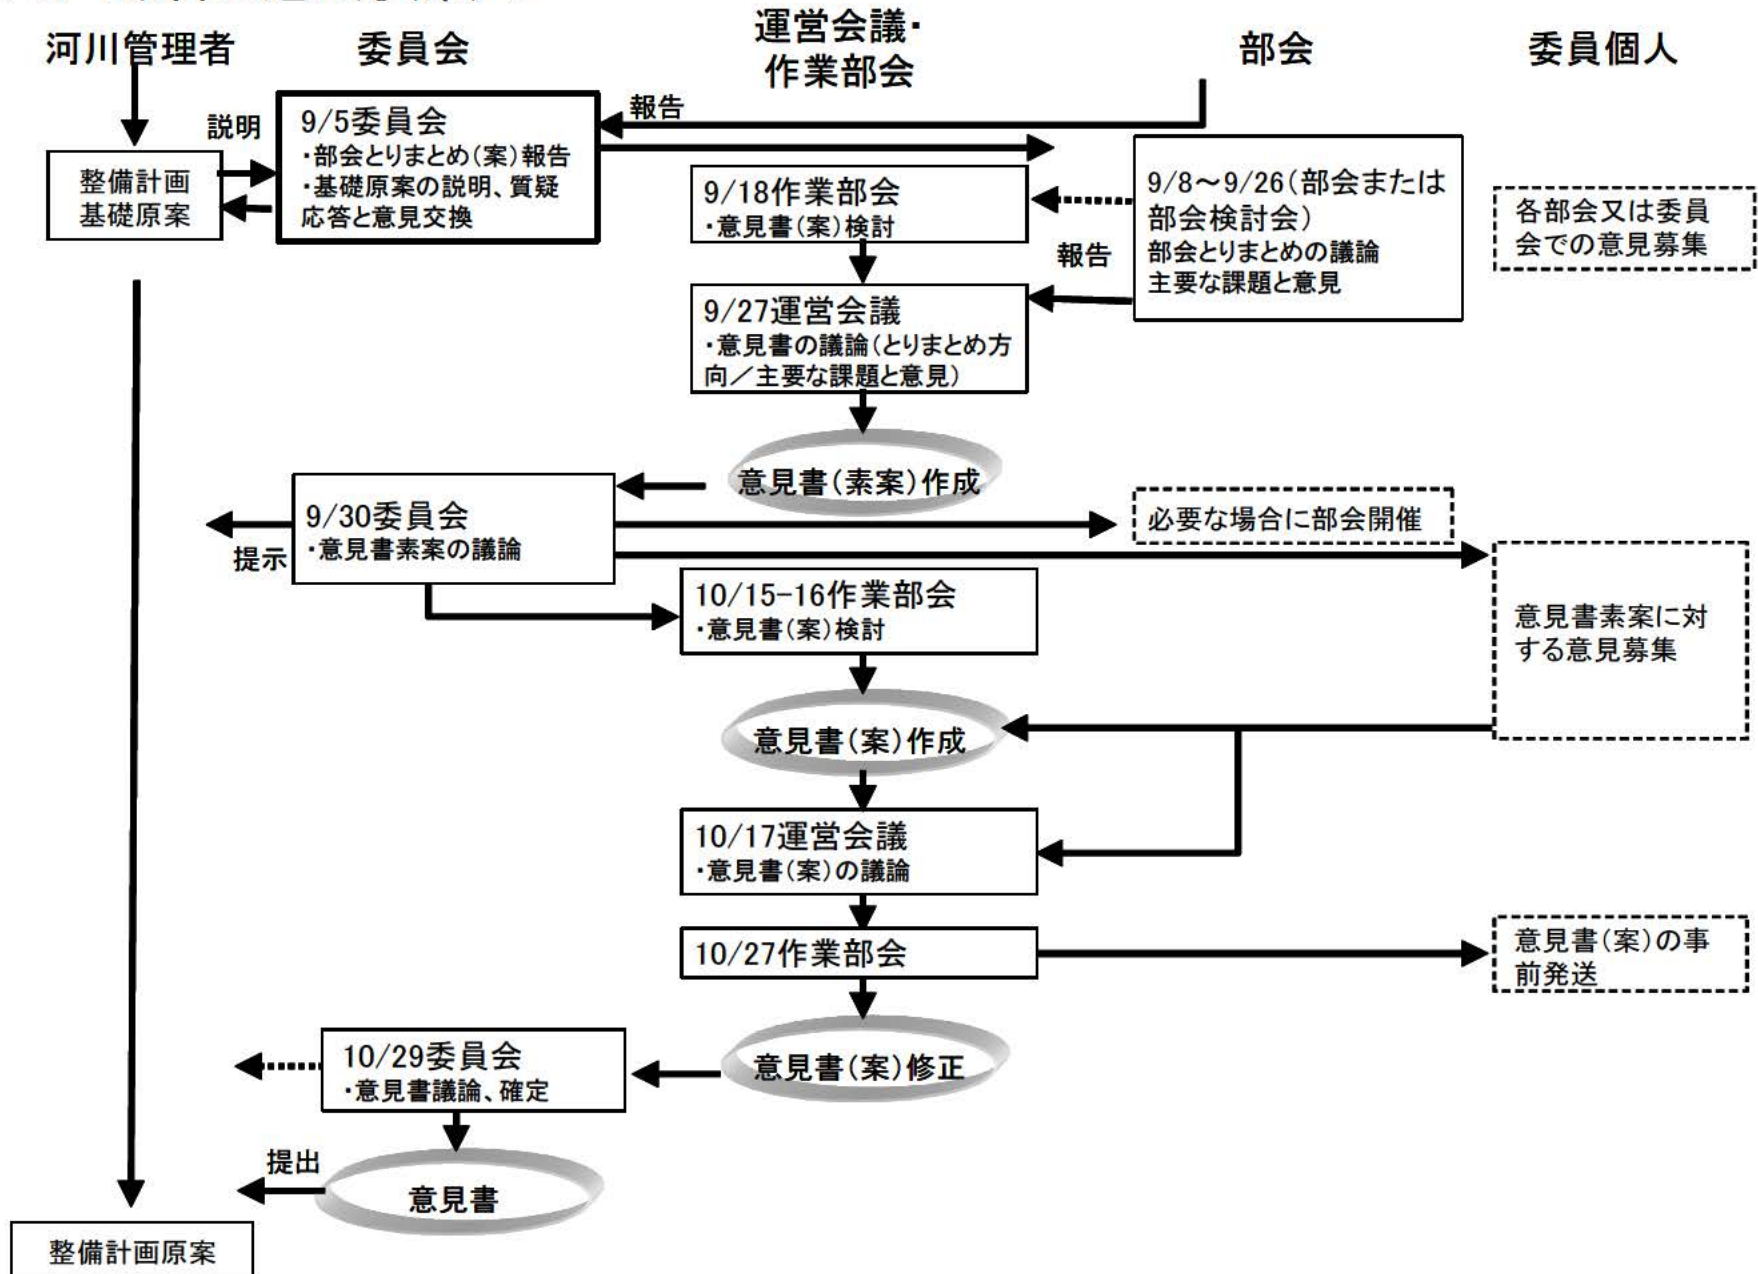 河川管理者
委員会
運営会議・
作業部会
部会
委員個人
説明
報告
9/5委員会
・部会とりまとめ(案)報告
・基礎原案の説明、質疑
応答と意見交換
整備計画
基礎原案
9/18作業部会
・意見書(案)検討
9/8~9/26(部会または
部会検討会)
部会とりまとめの議論
主要な課題と意見
各部会又は委員
会での意見募集
報告
9/27運営会議
・意見書の議論(とりまとめ方
向/主要な課題と意見)
意見書(素案)作成
9/30委員会
・意見書素案の議論
提示
必要な場合に部会開催
10/15-16作業部会
・意見書(案)検討
意見書素案に対
する意見募集
意見書(案)作成
10/17運営会議
・意見書(案)の議論
10/27作業部会
意見書(案)の事
前発送
10/29委員会
・意見書議論、確定
意見書(案)修正
提出
意見書
整備計画原案